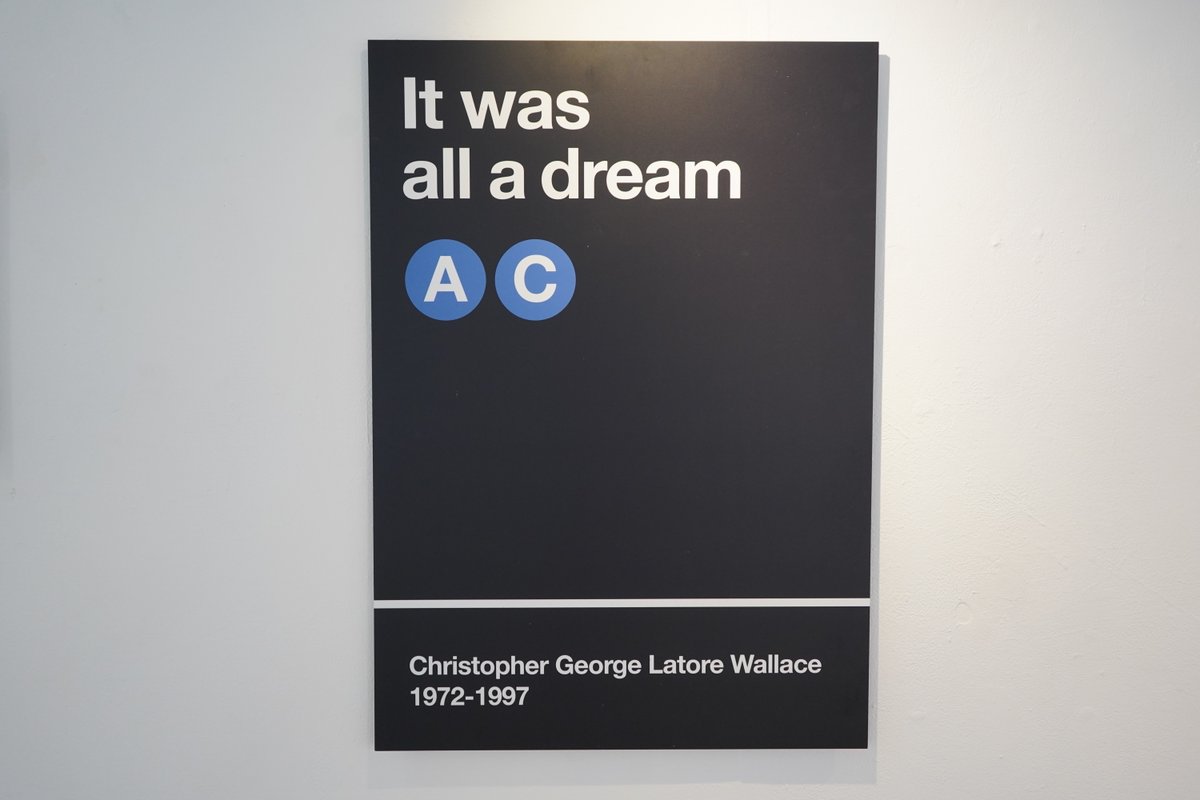 It was
all a dream
A C
Christopher George Latore Wallace
1972-1997